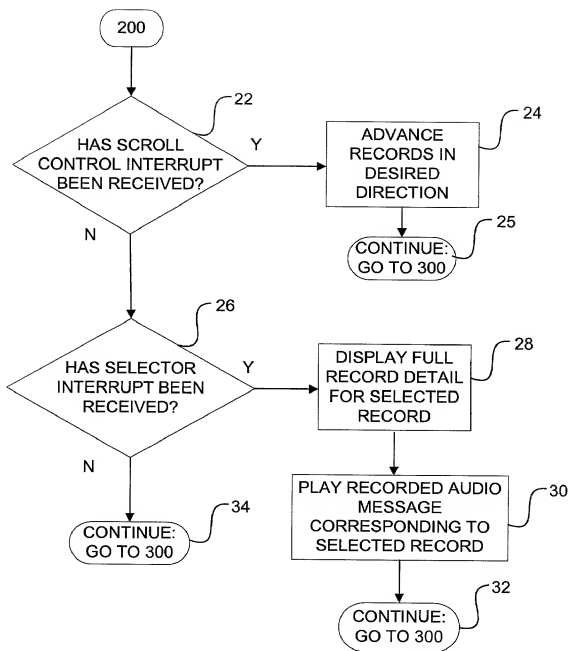 200
22
HAS SCROLL
CONTROL INTERRUPT
BEEN RECEIVED?
Y
N
24
ADVANCE
RECORDS IN
DESIRED
DIRECTION
25
CONTINUE:
GO TO 300
26
HAS SELECTOR
INTERRUPT BEEN
RECEIVED?
Y
N
28
DISPLAY FULL
RECORD DETAIL
FOR SELECTED
RECORD
34
CONTINUE:
GO TO 300
30
PLAY RECORDED AUDIO
MESSAGE
CORRESPONDING TO
SELECTED RECORD
32
CONTINUE:
GO TO 300